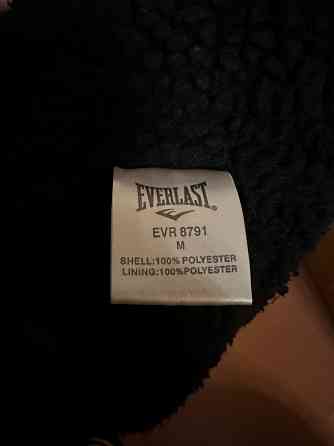 EVERLAST®
EVR 8791
M
SHELL:100% POLYESTER
LINING:100% POLYESTER